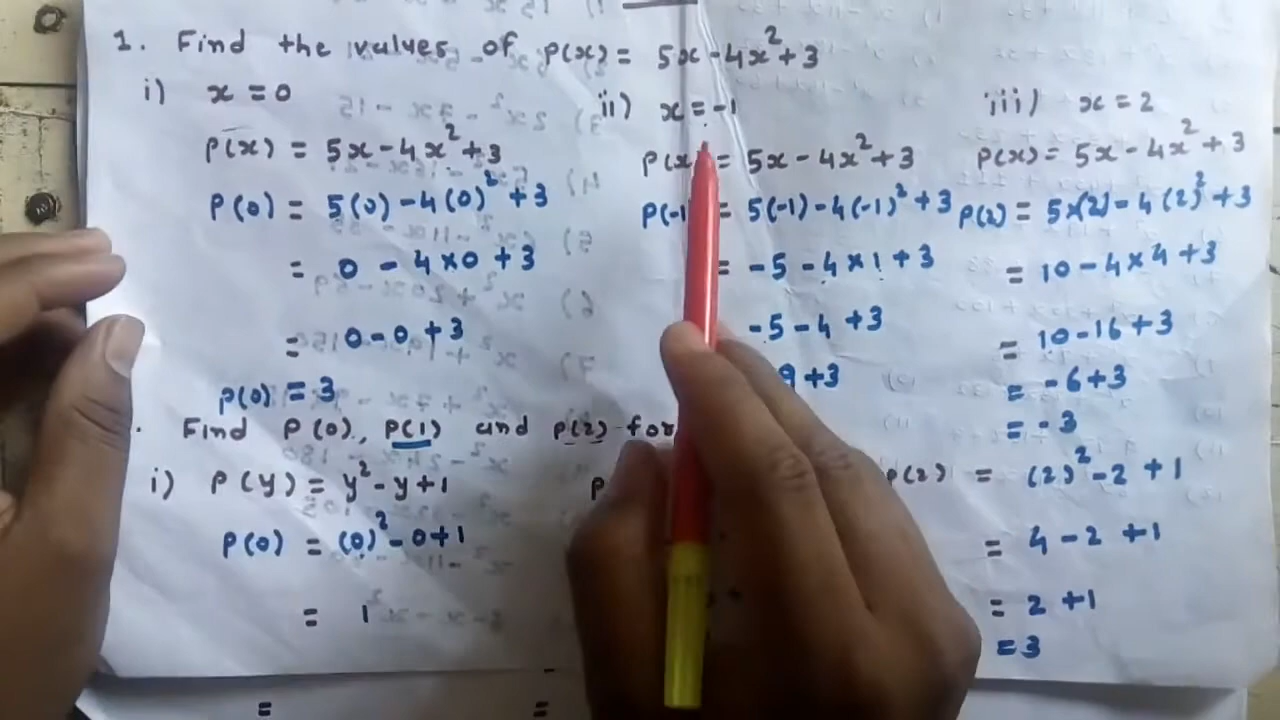 1. Find the values of P(x) = 5x - 4x² + 3
i) x = 0
P(x) = 5x - 4x² + 3
P(0) = 5(0) - 4(0)² + 3
= 0 - 4×0 + 3
= 0 - 0 + 3
P(0) = 3
ii) x = -1
P(x) = 5x - 4x² + 3
P(-1 = 5(-1) - 4(-1)² + 3
= -5 - 4×1 + 3
-5 - 4 + 3
9 + 3
iii) x = 2
P(x) = 5x - 4x² + 3
P(2) = 5×(2) - 4(2)² + 3
= 10 - 4×4 + 3
= 10 - 16 + 3
= -6 + 3
= -3
. Find P(0), P(1) and P(2) for
i) P(y) = y² - y + 1
P(0) = (0)² - 0 + 1
= 1
P
P(2) = (2)² - 2 + 1
= 4 - 2 + 1
= 2 + 1
= 3
=
=